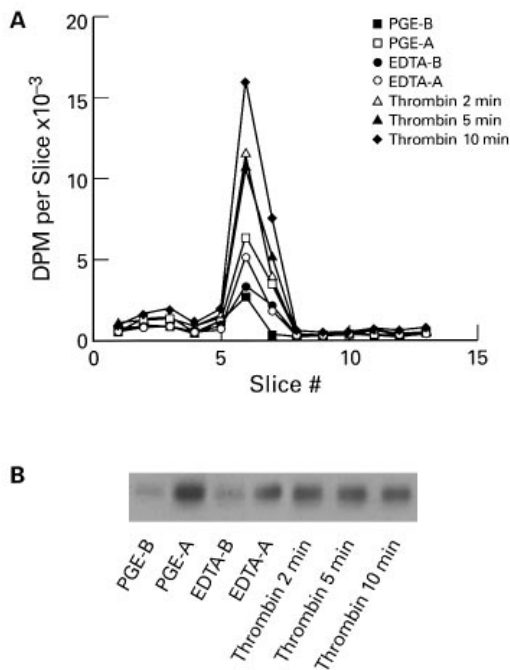 A
20
15
10
5
0
DPM per Slice x10⁻³
0 5 10 15
Slice #
PGE-B
PGE-A
EDTA-B
EDTA-A
Thrombin 2 min
Thrombin 5 min
Thrombin 10 min
B
PGE-B
PGE-A
EDTA-B
EDTA-A
Thrombin 2 min
Thrombin 5 min
Thrombin 10 min